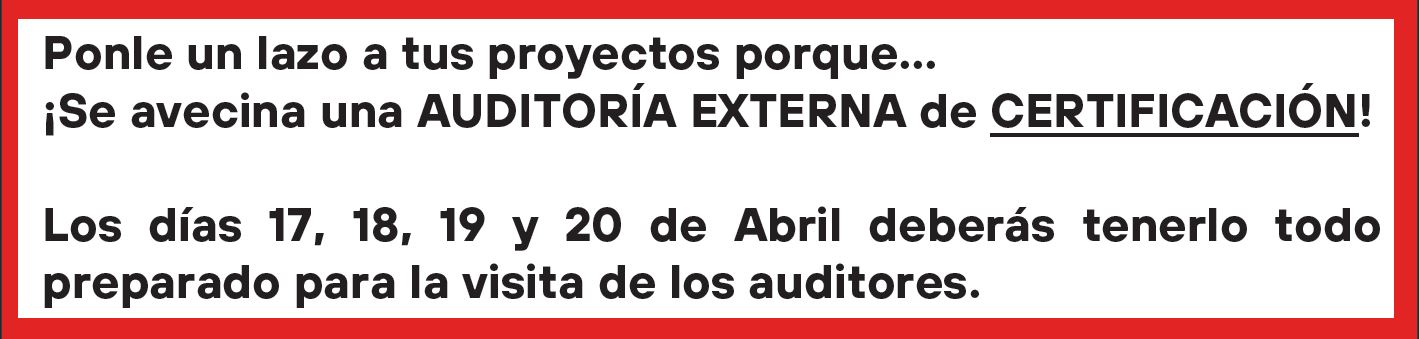 Ponle un lazo a tus proyectos porque...
¡Se avecina una AUDITORÍA EXTERNA de CERTIFICACIÓN!
Los días 17, 18, 19 y 20 de Abril deberás tenerlo todo
preparado para la visita de los auditores.